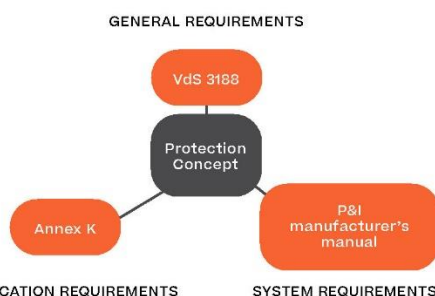 GENERAL REQUIREMENTS
VdS 3188
Protection
Concept
Annex K
P&I
manufacturer's
manual
CATION REQUIREMENTS
SYSTEM REQUIREMENTS